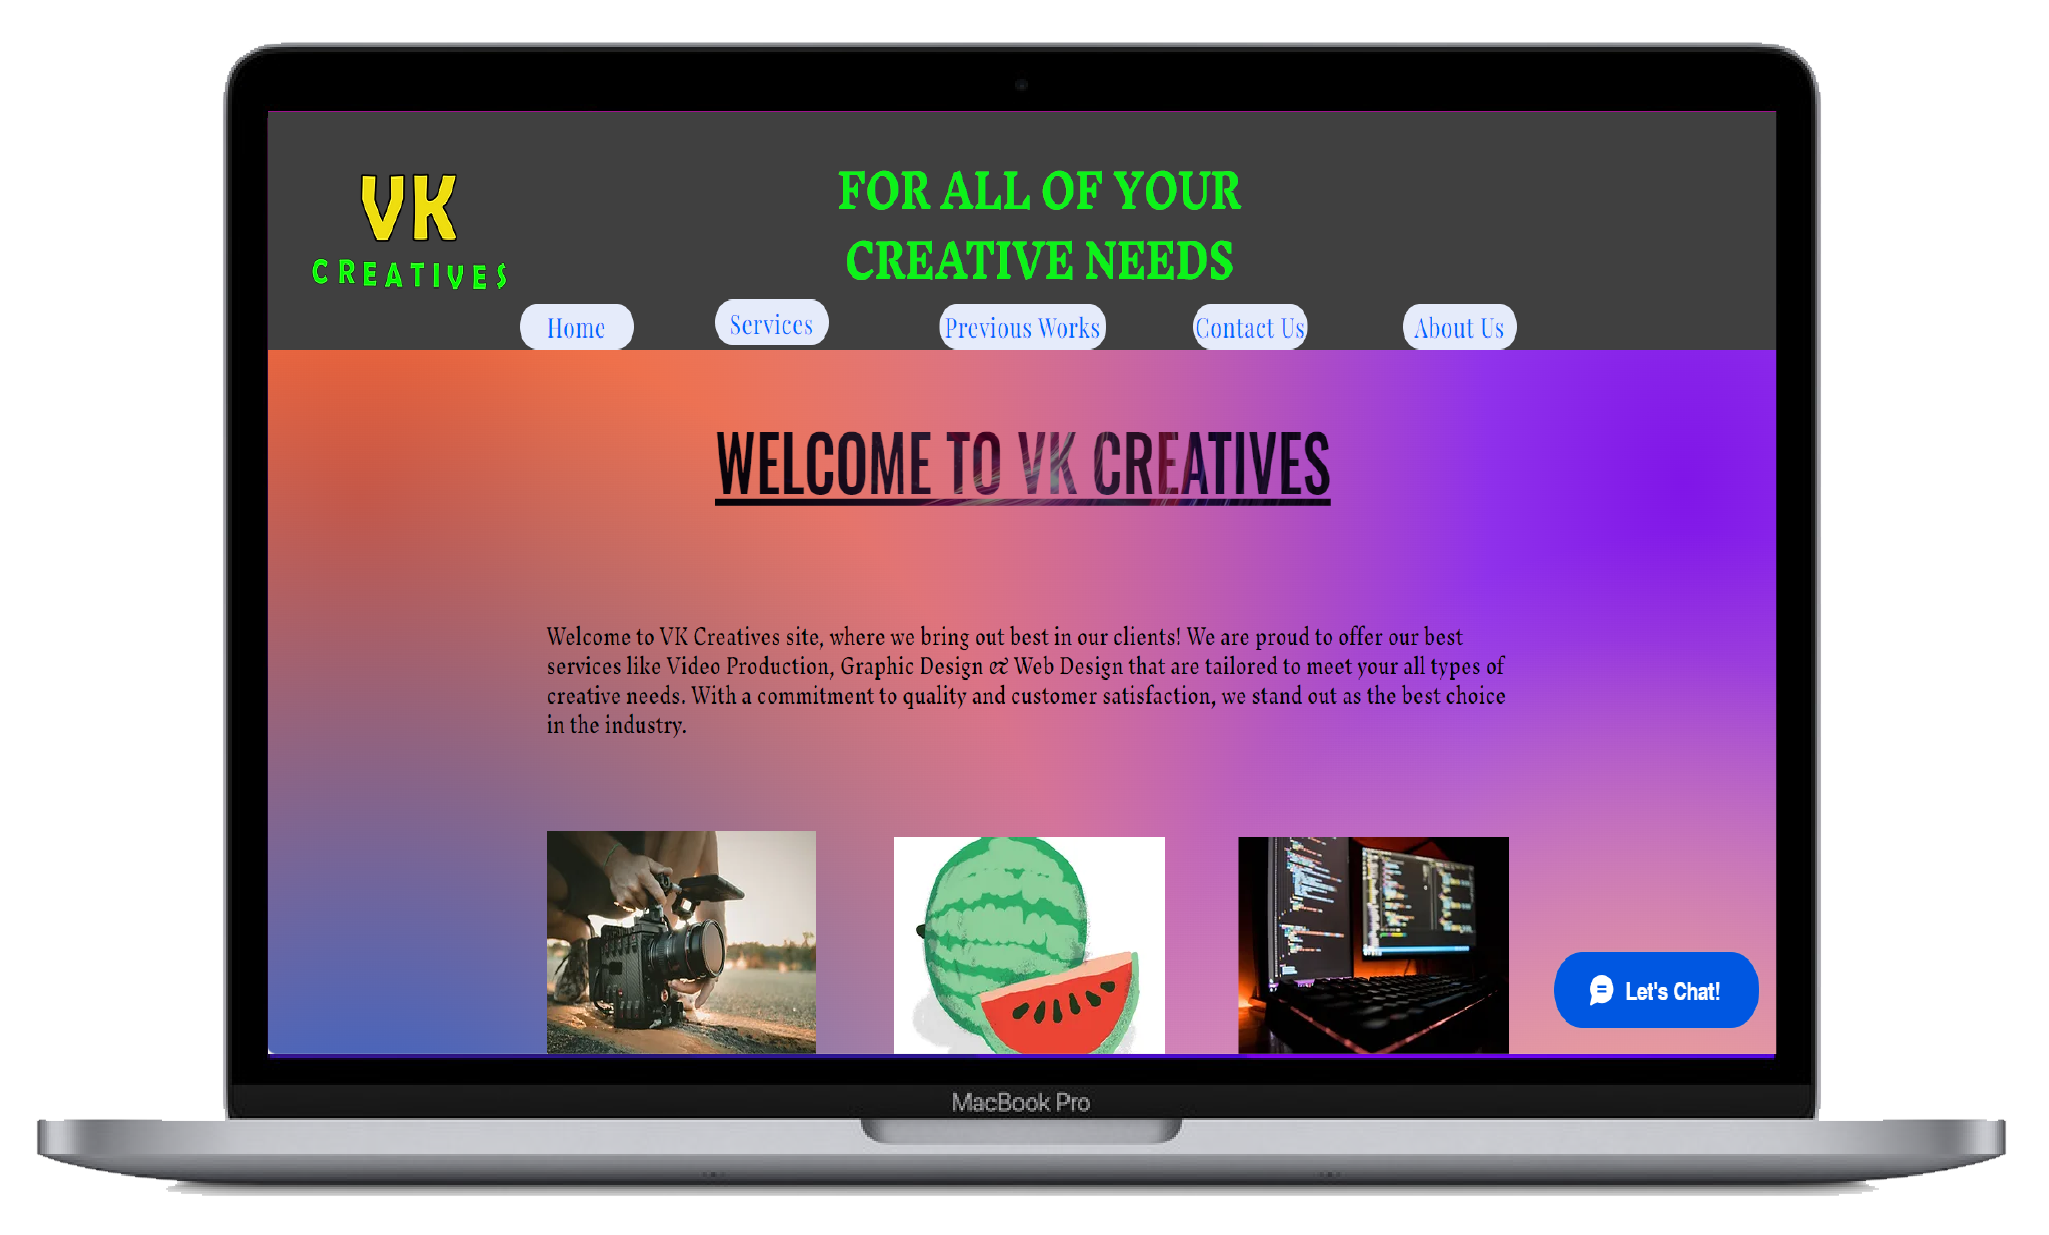 VK
CREATIVES
FOR ALL OF YOUR
CREATIVE NEEDS
Home
Services
Previous Works
Contact Us
About Us
WELCOME TO VK CREATIVES
Welcome to VK Creatives site, where we bring out best in our clients! We are proud to offer our best
services like Video Production, Graphic Design & Web Design that are tailored to meet your all types of
creative needs. With a commitment to quality and customer satisfaction, we stand out as the best choice
in the industry.
Let's Chat!
MacBook Pro